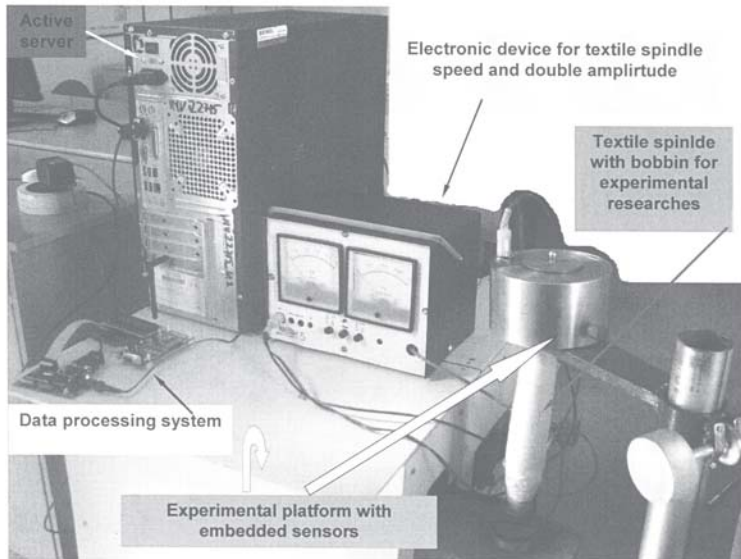 Active
server
Electronic device for textile spindle
speed and double amplirtude
Textile spinlde
with bobbin for
experimental
researches
Data processing system
Experimental platform with
embedded sensors